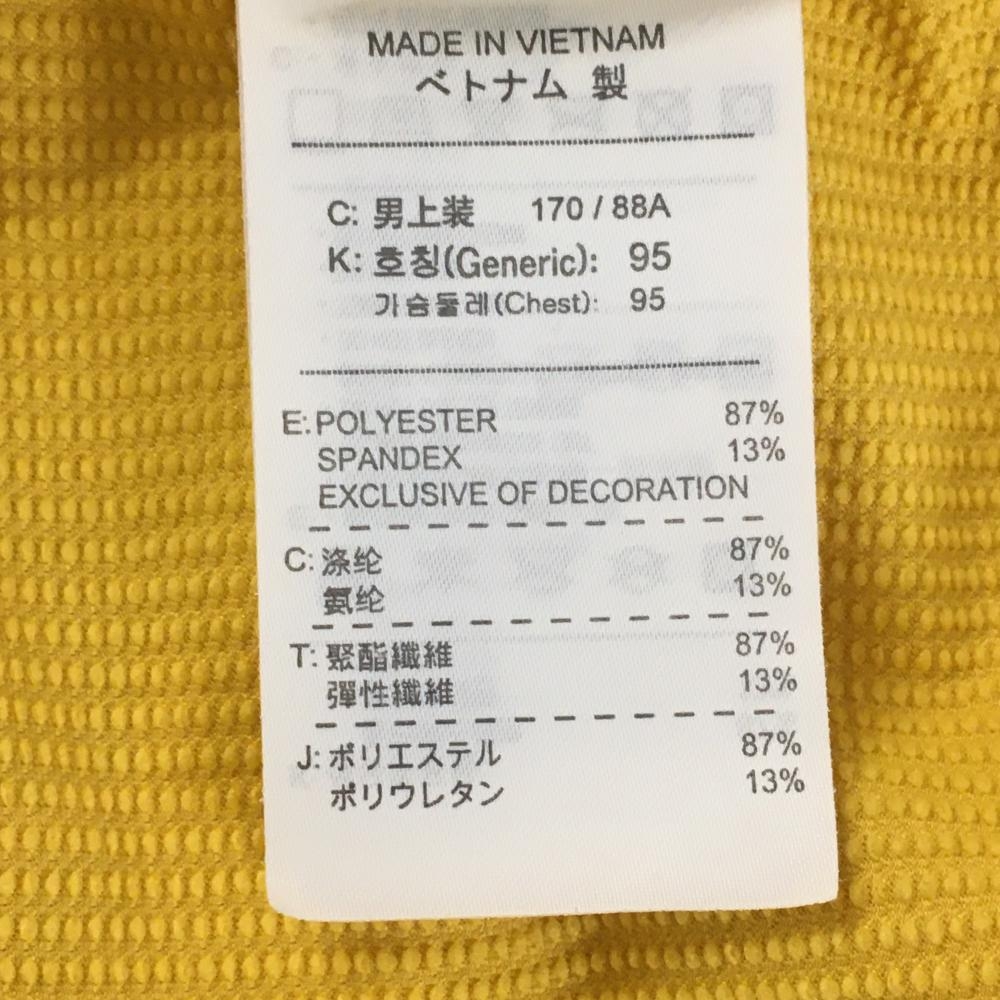 MADE IN VIETNAM
ベトナム 製
C: 男上装 170 / 88A
K: 호칭(Generic): 95
가슴둘레(Chest): 95
E: POLYESTER 87%
SPANDEX 13%
EXCLUSIVE OF DECORATION
C: 涤纶 87%
氨纶 13%
T: 聚酯纖維 87%
彈性纖維 13%
J: ポリエステル 87%
ポリウレタン 13%